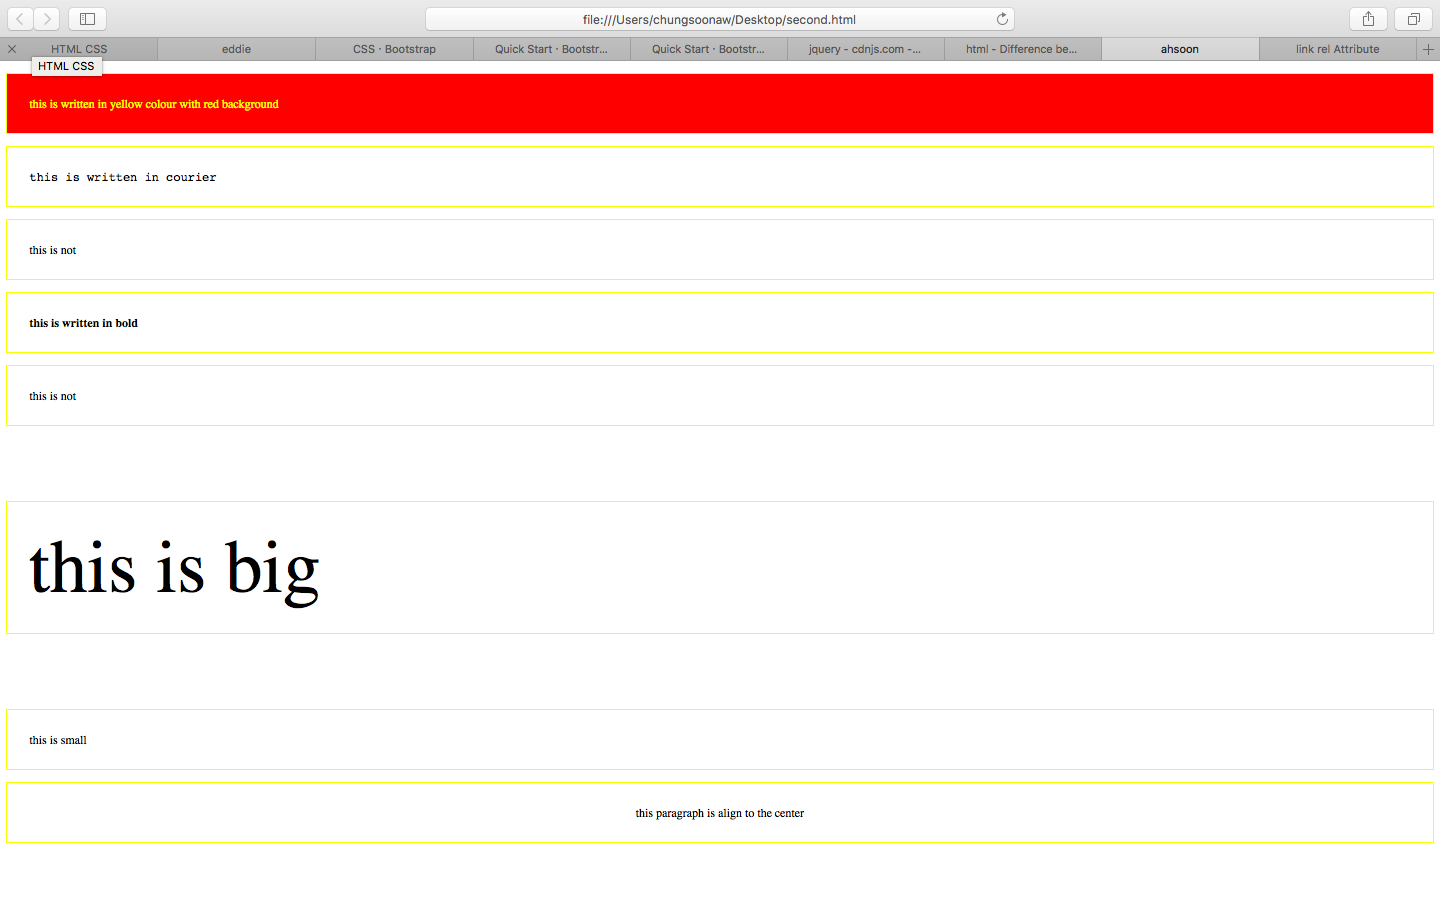 file:///Users/chungsoonaw/Desktop/second.html
HTML CSS
eddie
CSS · Bootstrap
Quick Start · Bootstr...
Quick Start · Bootstr...
jquery - cdnjs.com -...
html - Difference be...
ahsoon
link rel Attribute
HTML CSS
this is written in yellow colour with red background
this is written in courier
this is not
this is written in bold
this is not
this is big
this is small
this paragraph is align to the center